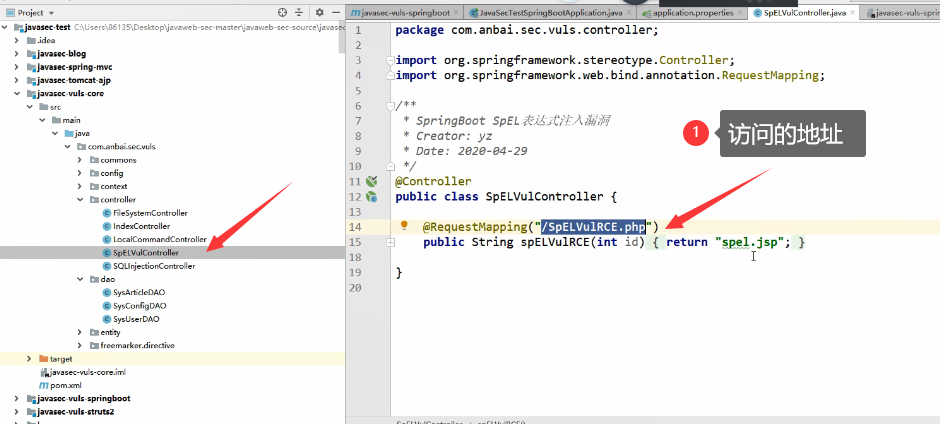 Project
javasec-test C:\Users\86135\Desktop\javaweb-sec-master\javaweb-sec-source\javasec
.idea
javasec-blog
javasec-spring-mvc
javasec-tomcat-ajp
javasec-vuls-core
src
main
java
com.anbai.sec.vuls
commons
config
context
controller
FileSystemController
IndexController
LocalCommandController
SpELVulController
SQLInjectionController
dao
SysArticleDAO
SysConfigDAO
SysUserDAO
entity
freemarker.directive
target
javasec-vuls-core.iml
pom.xml
javasec-vuls-springboot
javasec-vuls-struts2
javasec-vuls-springboot
JavaSecTestSpringBootApplication.java
application.properties
SpELVulController.java
javasec-vuls-spri
1 package com.anbai.sec.vuls.controller;
2
3 import org.springframework.stereotype.Controller;
4 import org.springframework.web.bind.annotation.RequestMapping;
5
6 /**
7 * SpringBoot SpEL表达式注入漏洞
8 * Creator: yz
9 * Date: 2020-04-29
10 */
11 @Controller
12 public class SpELVulController {
13
14 @RequestMapping("/SpELVulRCE.php")
15 public String spELVulRCE(int id) { return "spel.jsp"; }
18
19 }
20
1 访问的地址